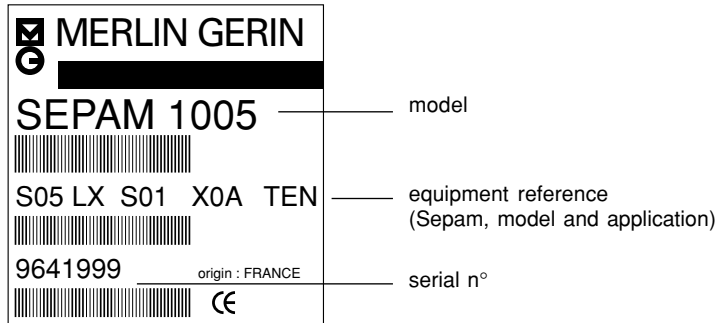 MERLIN GERIN
SEPAM 1005
model
S05 LX S01 X0A TEN
equipment reference
(Sepam, model and application)
9641999
origin : FRANCE
serial n°
CE